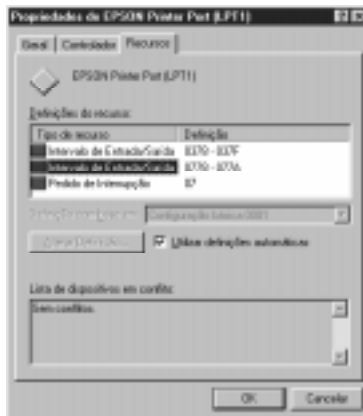 Propriedades de EPSON Printer Port (LPT1)
Geral Controlador Recursos
EPSON Printer Port (LPT1)
Definições do recurso:
Tipo de recurso Definição
Intervalo de Entrada/Saída 0378 - 037F
Intervalo de Entrada/Saída 0778 - 077A
Pedido de Interrupção 07
Configuração básica 0001
Alterar Definição...
Utilizar definições automáticas
Lista de dispositivos em conflito:
Sem conflitos.
OK Cancelar